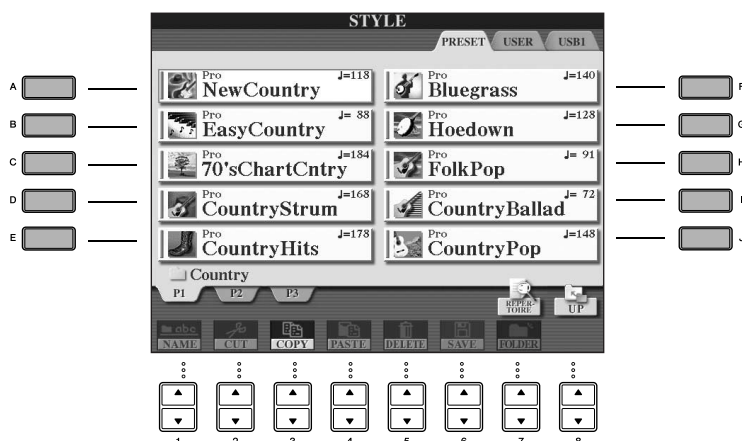 STYLE
PRESET USER USB1
A
Pro ♩=118
NewCountry
Pro ♩=140
Bluegrass
F
B
Pro ♩= 88
EasyCountry
Pro ♩=128
Hoedown
G
C
Pro ♩=184
70'sChartCntry
Pro ♩= 91
FolkPop
H
D
Pro ♩=168
CountryStrum
Pro ♩= 72
CountryBallad
I
E
Pro ♩=178
CountryHits
Pro ♩=148
CountryPop
J
Country
P1 P2 P3
REPER-
TOIRE
UP
abc
NAME CUT COPY PASTE DELETE SAVE FOLDER
1 2 3 4 5 6 7 8